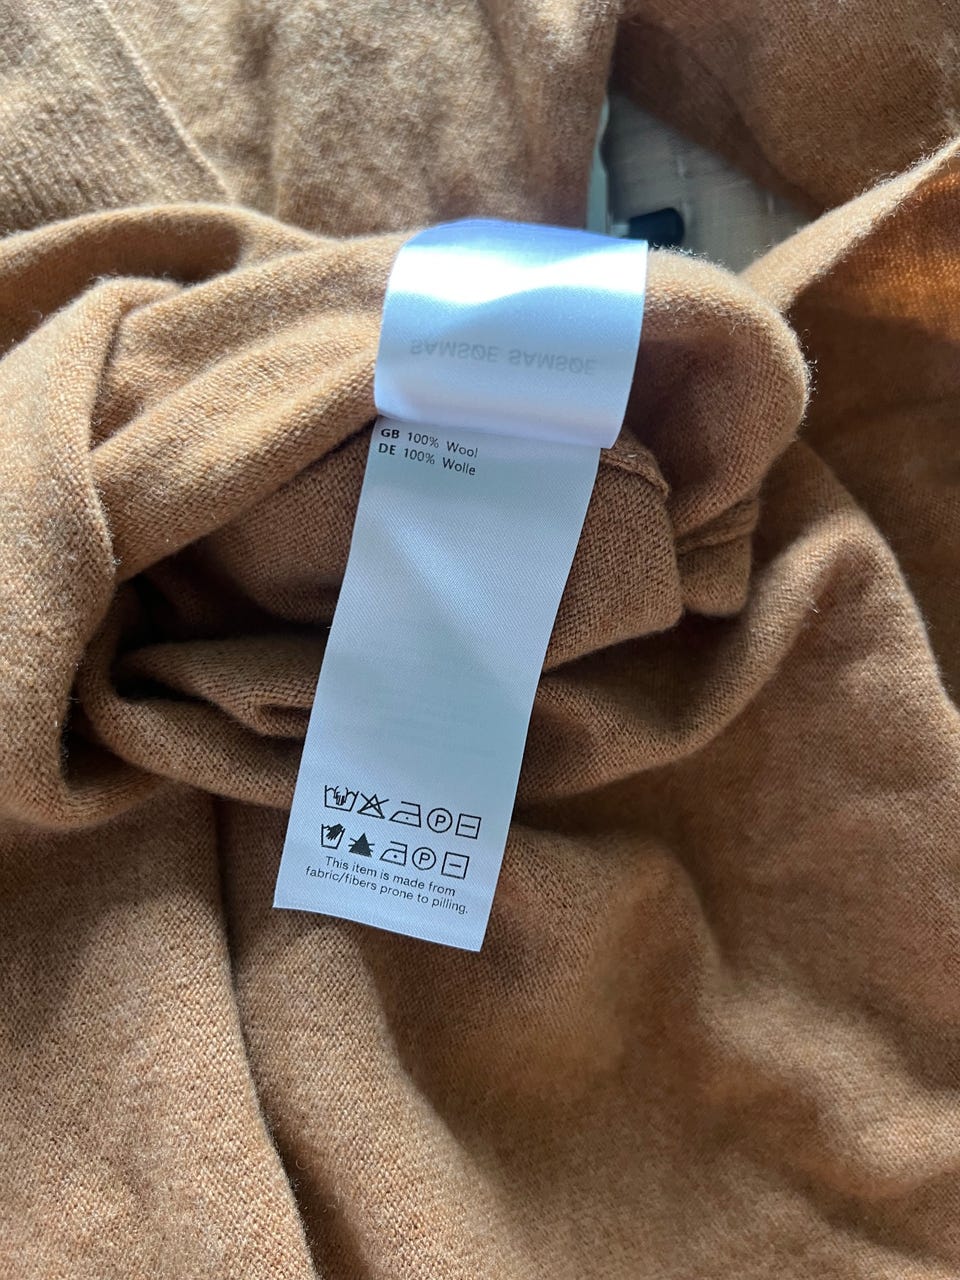 SAMSØE SAMSØE
GB 100% Wool
DE 100% Wolle
P
P
This item is made from
fabric/fibers prone to pilling.